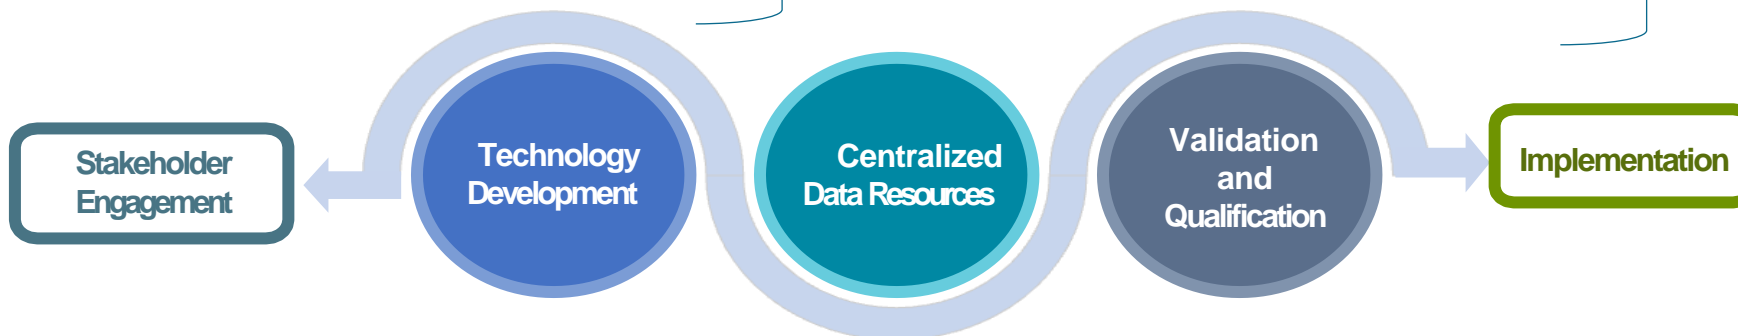 Stakeholder
Engagement
Technology
Development
Centralized
Data Resources
Validation
and
Qualification
Implementation